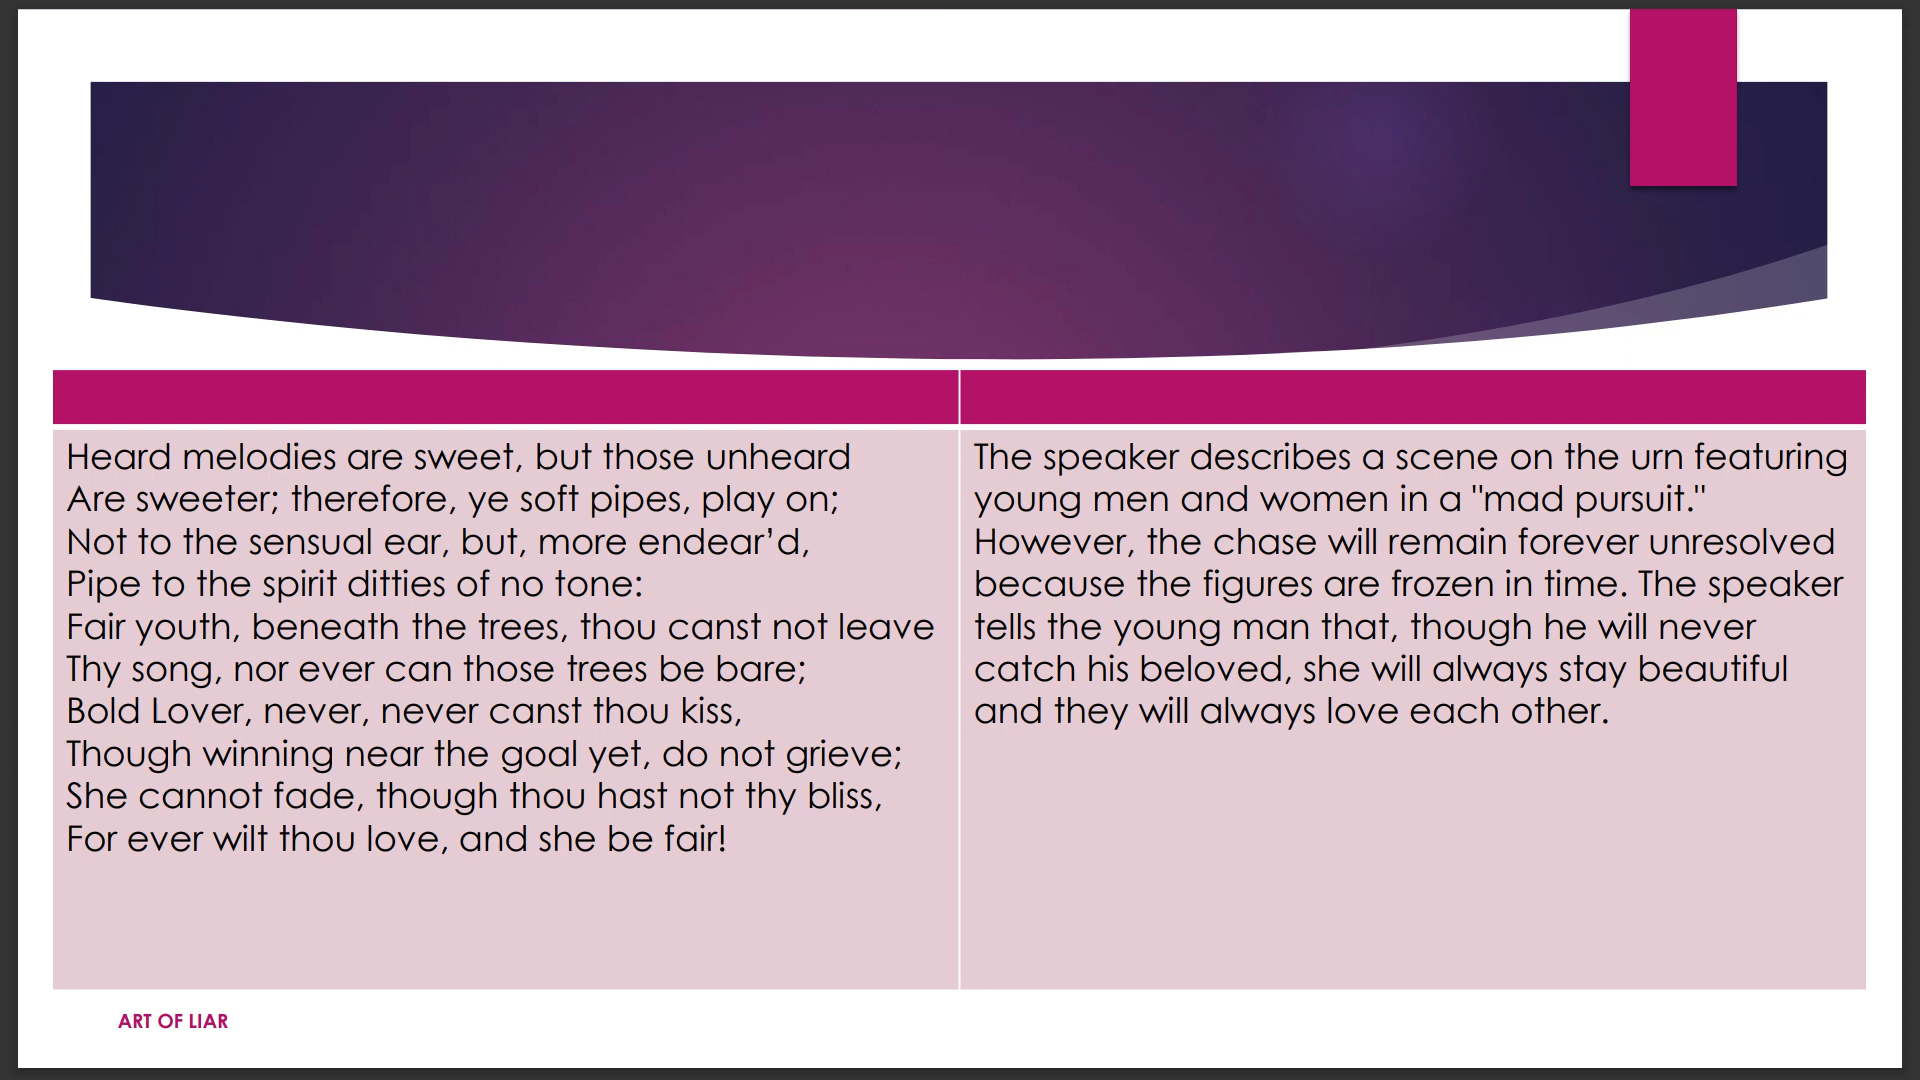 Heard melodies are sweet, but those unheard
Are sweeter; therefore, ye soft pipes, play on;
Not to the sensual ear, but, more endear’d,
Pipe to the spirit ditties of no tone:
Fair youth, beneath the trees, thou canst not leave
Thy song, nor ever can those trees be bare;
Bold Lover, never, never canst thou kiss,
Though winning near the goal yet, do not grieve;
She cannot fade, though thou hast not thy bliss,
For ever wilt thou love, and she be fair!
The speaker describes a scene on the urn featuring
young men and women in a "mad pursuit."
However, the chase will remain forever unresolved
because the figures are frozen in time. The speaker
tells the young man that, though he will never
catch his beloved, she will always stay beautiful
and they will always love each other.
ART OF LIAR